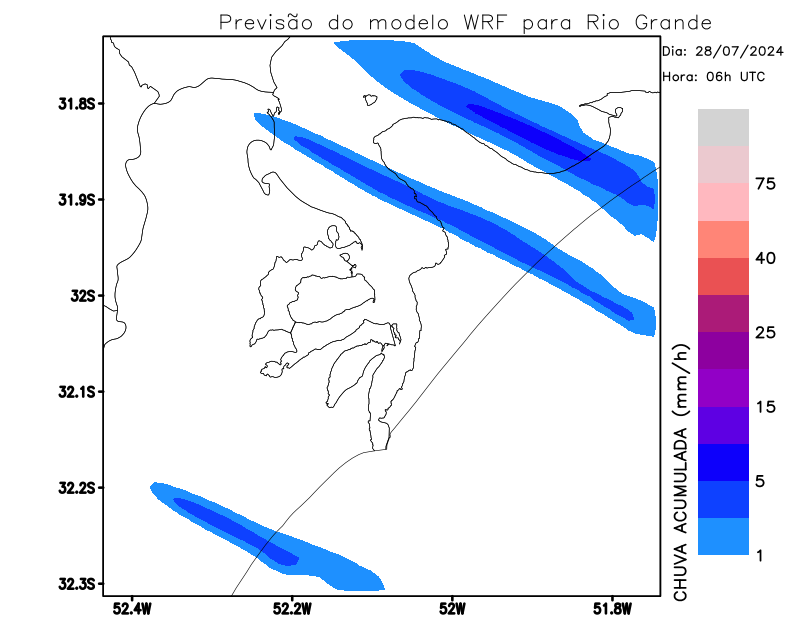 Previsão do modelo WRF para Rio Grande
Dia: 28/07/2024
Hora: 06h UTC
31.8S
31.9S
32S
32.1S
32.2S
32.3S
52.4W
52.2W
52W
51.8W
75
40
25
15
5
1
CHUVA ACUMULADA (mm/h)